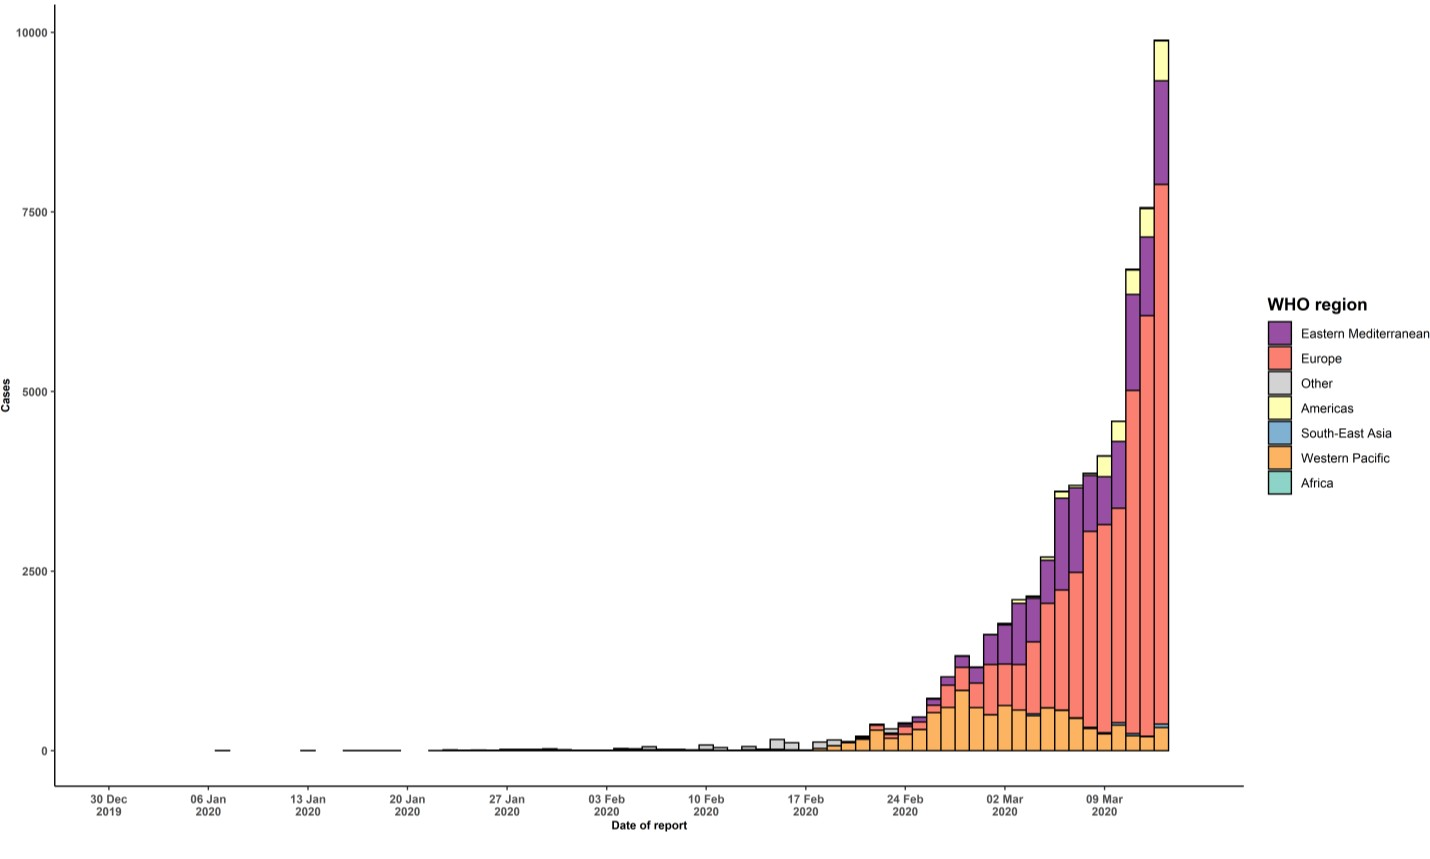 10000
7500
5000
2500
0
Cases
30 Dec
2019
06 Jan
2020
13 Jan
2020
20 Jan
2020
27 Jan
2020
03 Feb
2020
10 Feb
2020
17 Feb
2020
24 Feb
2020
02 Mar
2020
09 Mar
2020
Date of report
WHO region
Eastern Mediterranean
Europe
Other
Americas
South-East Asia
Western Pacific
Africa